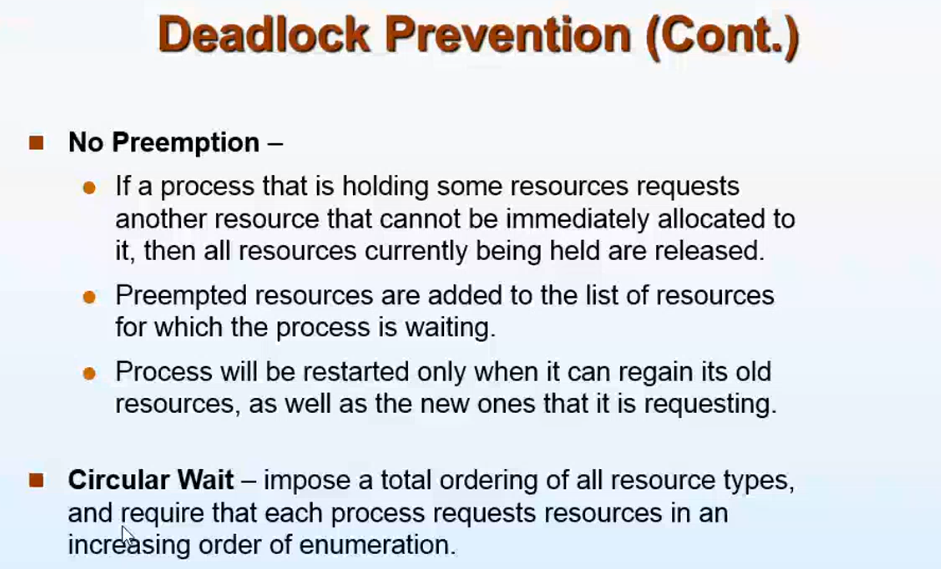 Deadlock Prevention (Cont.)
No Preemption –
If a process that is holding some resources requests
another resource that cannot be immediately allocated to
it, then all resources currently being held are released.
Preempted resources are added to the list of resources
for which the process is waiting.
Process will be restarted only when it can regain its old
resources, as well as the new ones that it is requesting.
Circular Wait – impose a total ordering of all resource types,
and require that each process requests resources in an
increasing order of enumeration.